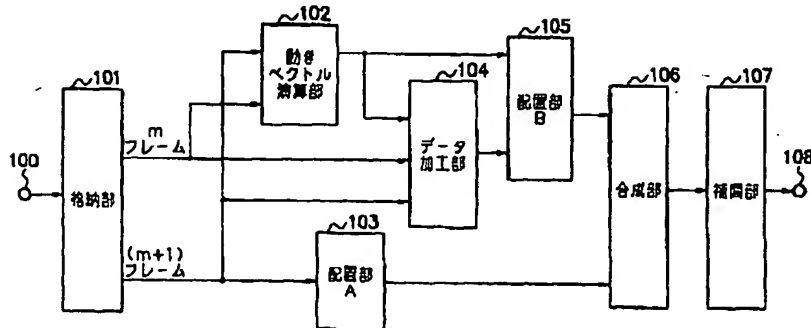 102
動き
ベクトル
演算部
101
格納部
100
m
フレーム
(m+1)
フレーム
104
データ
加工部
105
配置部
B
103
配置部
A
106
合成部
107
補間部
108